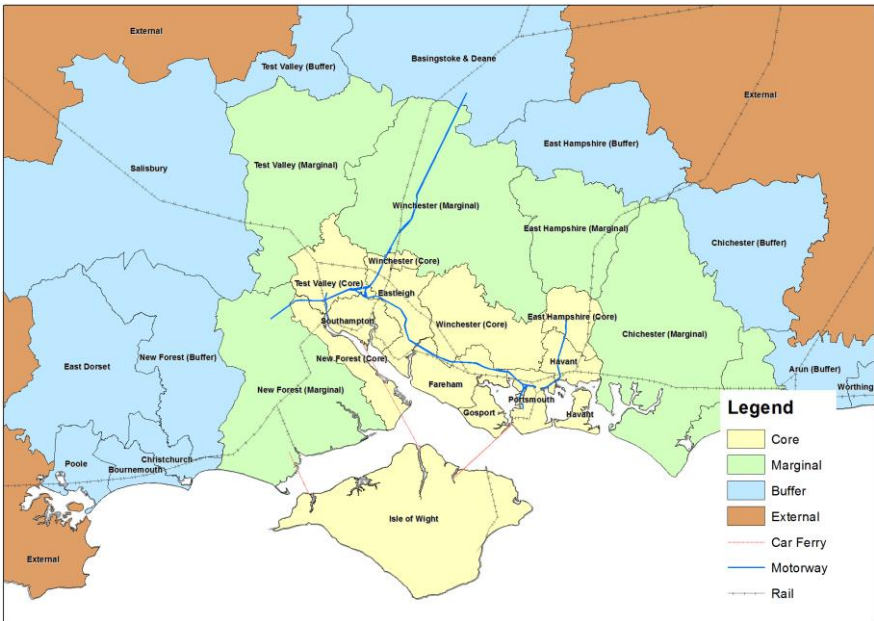 External
Test Valley (Buffer)
Basingstoke & Deane
External
East Hampshire (Buffer)
Salisbury
Test Valley (Marginal)
Winchester (Marginal)
East Hampshire (Marginal)
Chichester (Buffer)
Winchester (Core)
Test Valley (Core)
Eastleigh
Southampton
Winchester (Core)
East Hampshire (Core)
Chichester (Marginal)
New Forest (Core)
New Forest (Buffer)
East Dorset
Havant
Arun (Buffer)
Worthing
New Forest (Marginal)
Fareham
Portsmouth
Gosport
Havant
Christchurch
Poole
Bournemouth
Isle of Wight
External
Legend
Core
Marginal
Buffer
External
Car Ferry
Motorway
Rail